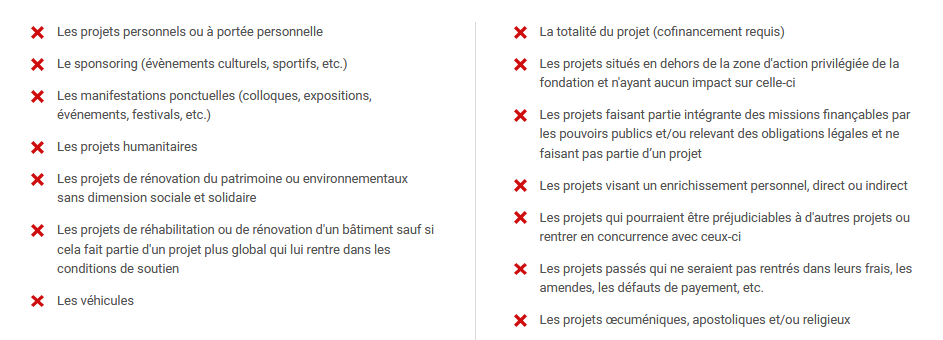 Les projets personnels ou à portée personnelle
Le sponsoring (évènements culturels, sportifs, etc.)
Les manifestations ponctuelles (colloques, expositions,
événements, festivals, etc.)
Les projets humanitaires
Les projets de rénovation du patrimoine ou environnementaux
sans dimension sociale et solidaire
Les projets de réhabilitation ou de rénovation d'un bâtiment sauf si
cela fait partie d'un projet plus global qui lui rentre dans les
conditions de soutien
Les véhicules
La totalité du projet (cofinancement requis)
Les projets situés en dehors de la zone d'action privilégiée de la
fondation et n'ayant aucun impact sur celle-ci
Les projets faisant partie intégrante des missions finançables par
les pouvoirs publics et/ou relevant des obligations légales et ne
faisant pas partie d’un projet
Les projets visant un enrichissement personnel, direct ou indirect
Les projets qui pourraient être préjudiciables à d'autres projets ou
rentrer en concurrence avec ceux-ci
Les projets passés qui ne seraient pas rentrés dans leurs frais, les
amendes, les défauts de payement, etc.
Les projets œcuméniques, apostoliques et/ou religieux